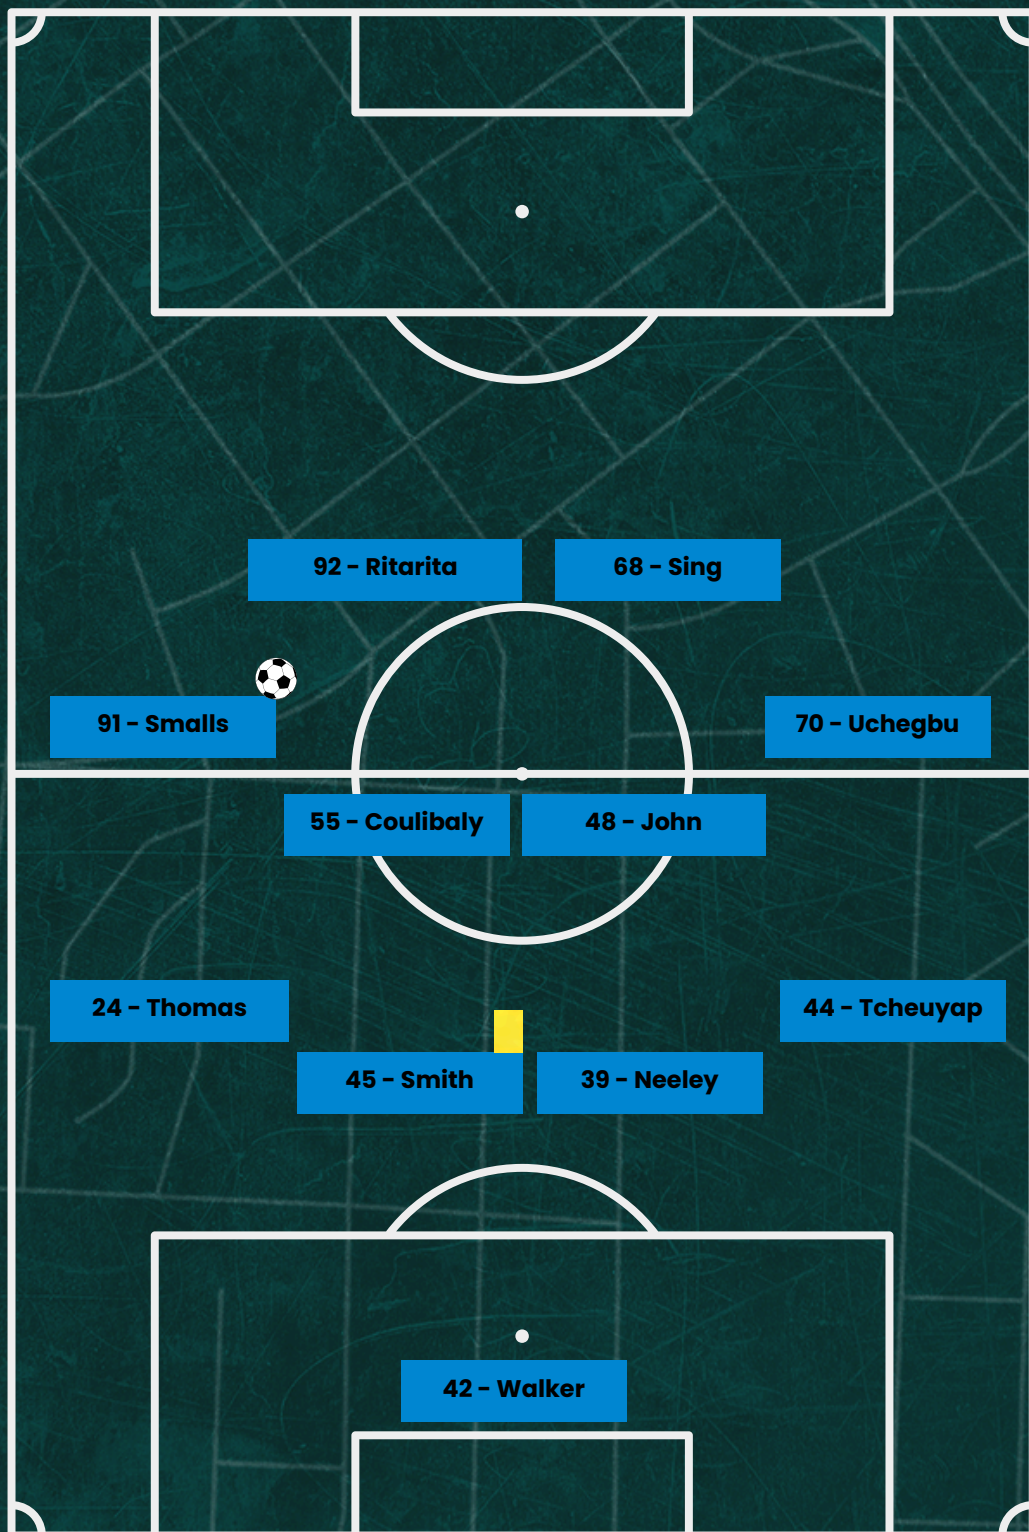 92 - Ritarita
68 - Sing
91 - Smalls
70 - Uchegbu
55 - Coulibaly
48 - John
24 - Thomas
44 - Tcheuyap
45 - Smith
39 - Neeley
42 - Walker